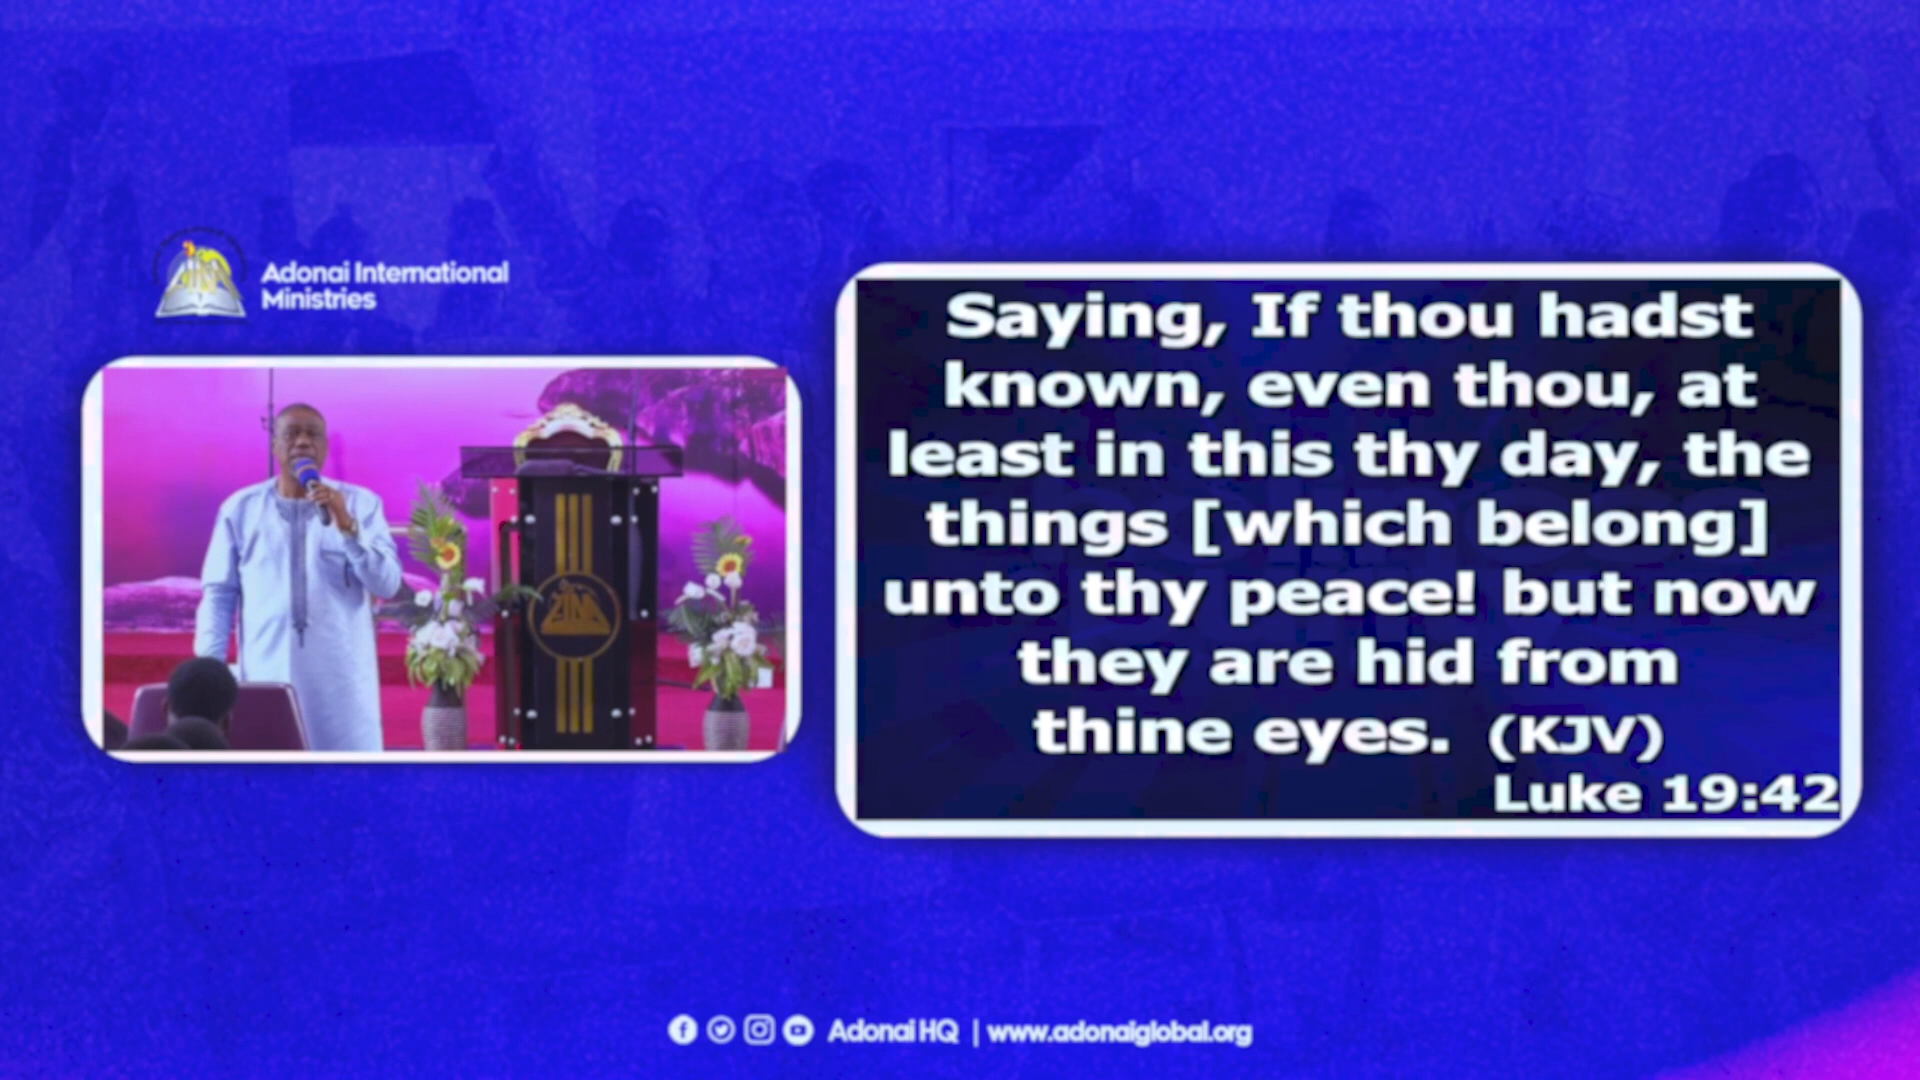 Adonai International
Ministries
AIM
Saying, If thou hadst
known, even thou, at
least in this thy day, the
things [which belong]
unto thy peace! but now
they are hid from
thine eyes. (KJV)
Luke 19:42
Adonai HQ | www.adonaiglobal.org